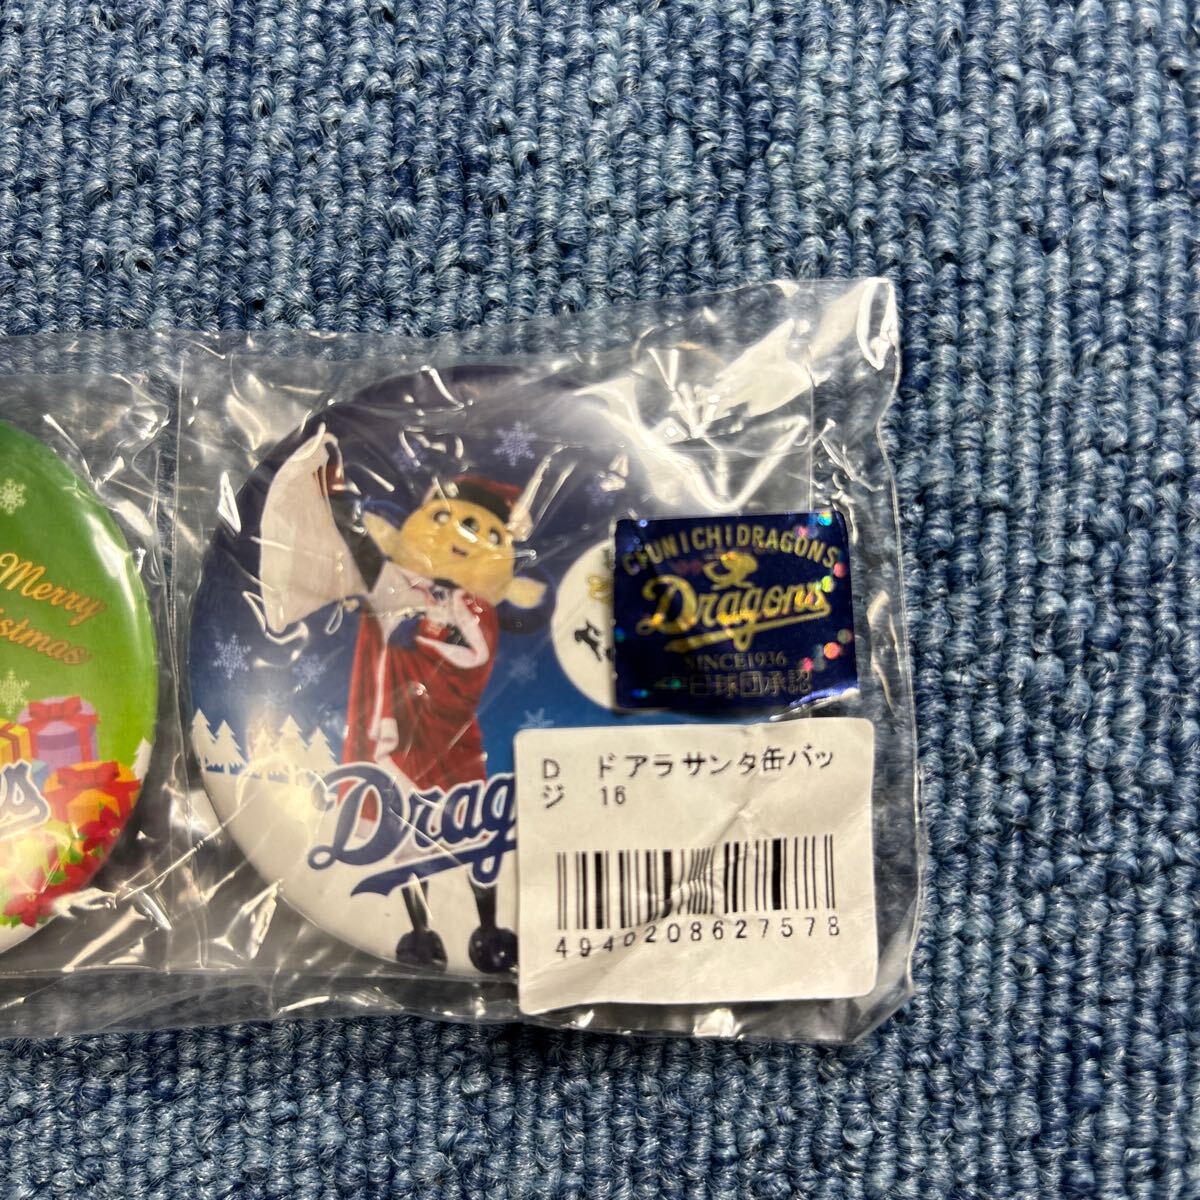 Merry
Dragons
CHUNICHI DRAGONS
Dragons
SINCE1936
中日球団承認
D ドアラサンタ缶バッ
ジ 16
4940208627578